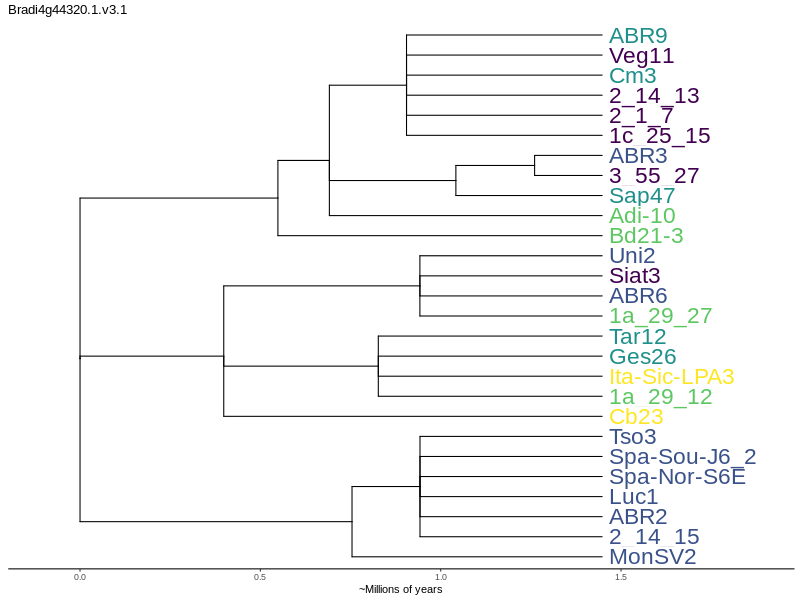 Bradi4g44320.1.v3.1
ABR9
Veg11
Cm3
2_14_13
2_1_7
1c_25_15
ABR3
3_55_27
Sap47
Adi-10
Bd21-3
Uni2
Siat3
ABR6
1a_29_27
Tar12
Ges26
Ita-Sic-LPA3
1a_29_12
Cb23
Tso3
Spa-Sou-J6_2
Spa-Nor-S6E
Luc1
ABR2
2_14_15
MonSV2
0.0 0.5 1.0 1.5
~Millions of years